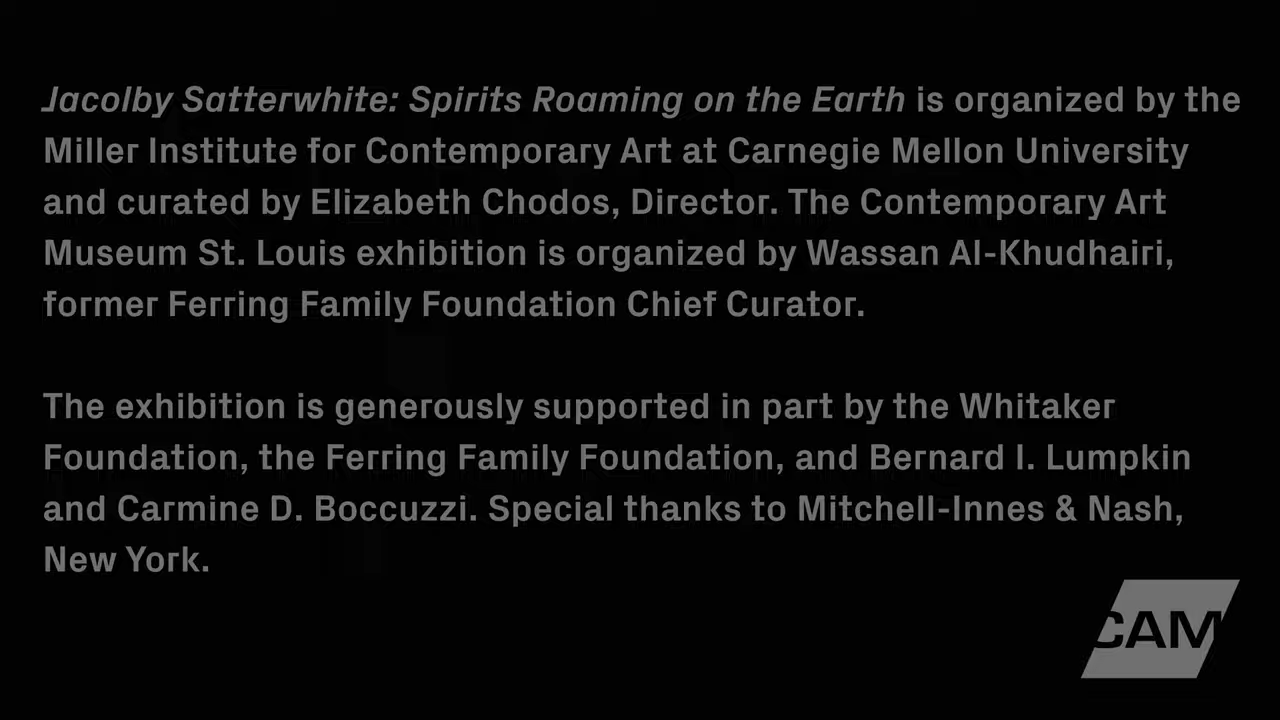 Jacolby Satterwhite: Spirits Roaming on the Earth is organized by the
Miller Institute for Contemporary Art at Carnegie Mellon University
and curated by Elizabeth Chodos, Director. The Contemporary Art
Museum St. Louis exhibition is organized by Wassan Al-Khudhairi,
former Ferring Family Foundation Chief Curator.
The exhibition is generously supported in part by the Whitaker
Foundation, the Ferring Family Foundation, and Bernard I. Lumpkin
and Carmine D. Boccuzzi. Special thanks to Mitchell-Innes & Nash,
New York.
CAM